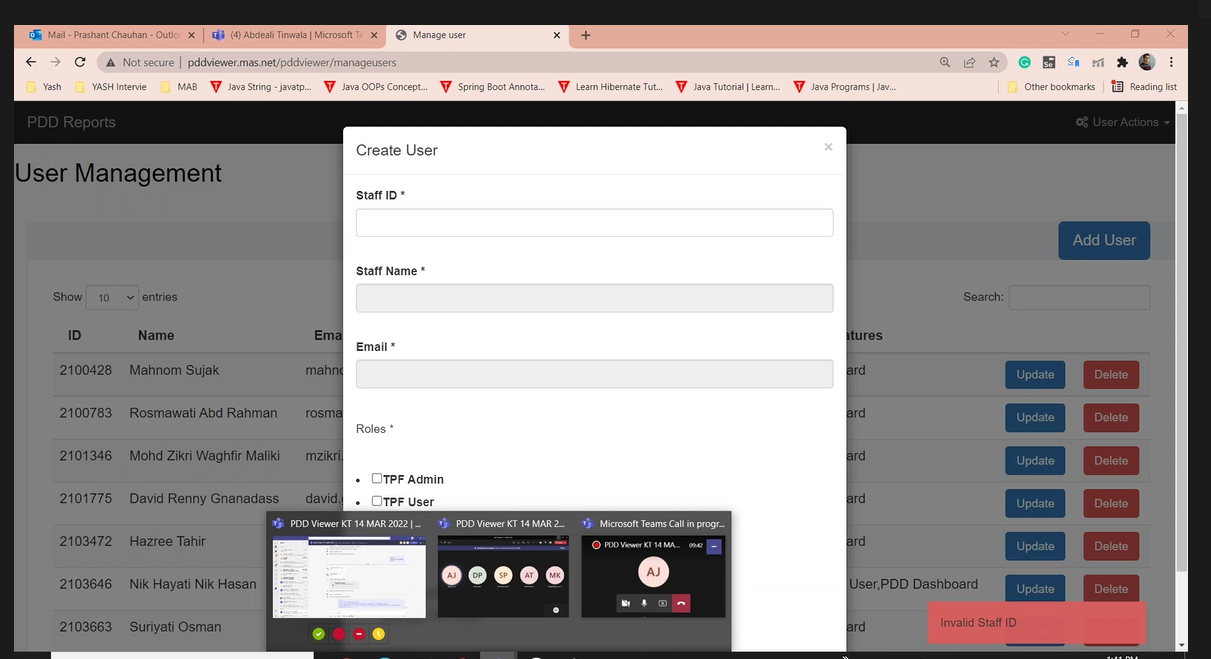 Mail - Prashant Chauhan - Outlo
(4) Abdeali Tinwala | Microsoft Te
Manage user
Not secure | pddviewer.mas.net/pddviewer/manageusers
Yash
YASH Intervie
MAB
Java String - javatp...
Java OOPs Concept...
Spring Boot Annota...
Learn Hibernate Tut...
Java Tutorial | Learn...
Java Programs | Jav...
Other bookmarks
Reading list
PDD Reports
User Actions
User Management
Create User
×
Add User
Staff ID *
Staff Name *
Email *
Roles *
TPF Admin
TPF User
Show 10 entries
Search:
ID Name Ema tures
2100428 Mahnom Sujak mahno ard Update Delete
2100783 Rosmawati Abd Rahman rosma ard Update Delete
2101346 Mohd Zikri Waghfir Maliki mzikri. ard Update Delete
2101775 David Renny Gnanadass david. ard Update Delete
2103472 Hazree Tahir ard Update Delete
2103646 Nik Hayati Nik Hasan User,PDD Dashboard Update Delete
2103663 Suriyati Osman ard
Invalid Staff ID
PDD Viewer KT 14 MAR 2022 | ...
PDD Viewer KT 14 MAR 2...
Microsoft Teams Call in progr...
AJ DP SP AT MK
PDD Viewer KT 14 MA... 09:42
AJ
1:41 PM